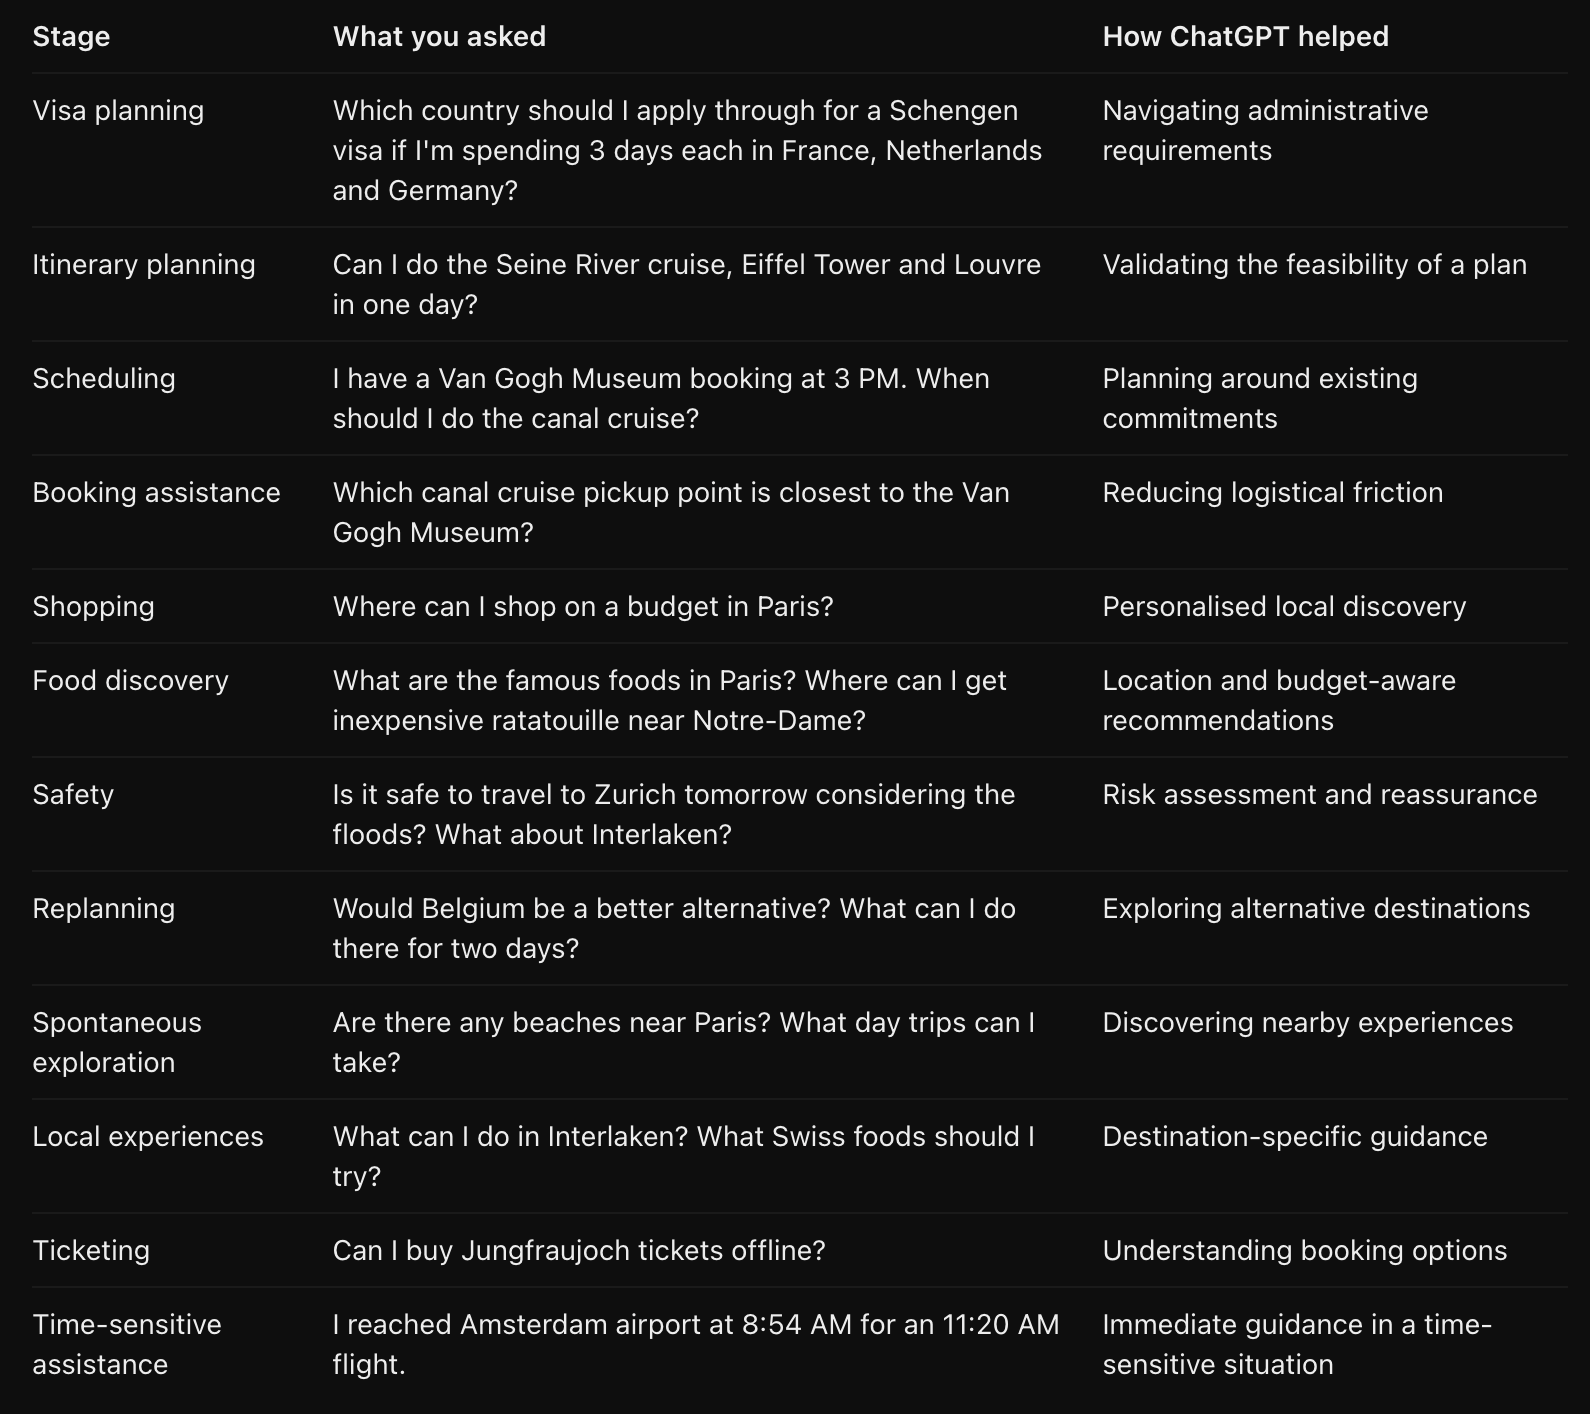 Stage
What you asked
How ChatGPT helped
Visa planning
Which country should I apply through for a Schengen
visa if I'm spending 3 days each in France, Netherlands
and Germany?
Navigating administrative
requirements
Itinerary planning
Can I do the Seine River cruise, Eiffel Tower and Louvre
in one day?
Validating the feasibility of a plan
Scheduling
I have a Van Gogh Museum booking at 3 PM. When
should I do the canal cruise?
Planning around existing
commitments
Booking assistance
Which canal cruise pickup point is closest to the Van
Gogh Museum?
Reducing logistical friction
Shopping
Where can I shop on a budget in Paris?
Personalised local discovery
Food discovery
What are the famous foods in Paris? Where can I get
inexpensive ratatouille near Notre-Dame?
Location and budget-aware
recommendations
Safety
Is it safe to travel to Zurich tomorrow considering the
floods? What about Interlaken?
Risk assessment and reassurance
Replanning
Would Belgium be a better alternative? What can I do
there for two days?
Exploring alternative destinations
Spontaneous
exploration
Are there any beaches near Paris? What day trips can I
take?
Discovering nearby experiences
Local experiences
What can I do in Interlaken? What Swiss foods should I
try?
Destination-specific guidance
Ticketing
Can I buy Jungfraujoch tickets offline?
Understanding booking options
Time-sensitive
assistance
I reached Amsterdam airport at 8:54 AM for an 11:20 AM
flight.
Immediate guidance in a time-
sensitive situation